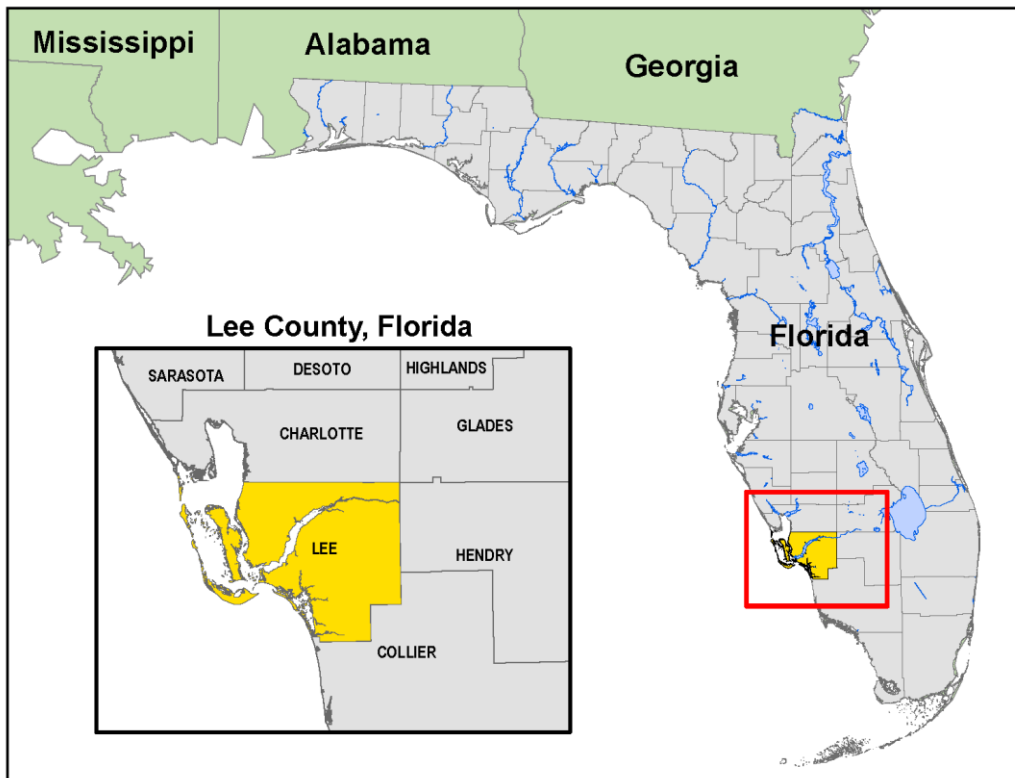 Mississippi
Alabama
Georgia
Florida
Lee County, Florida
SARASOTA
DESOTO
HIGHLANDS
CHARLOTTE
GLADES
LEE
HENDRY
COLLIER